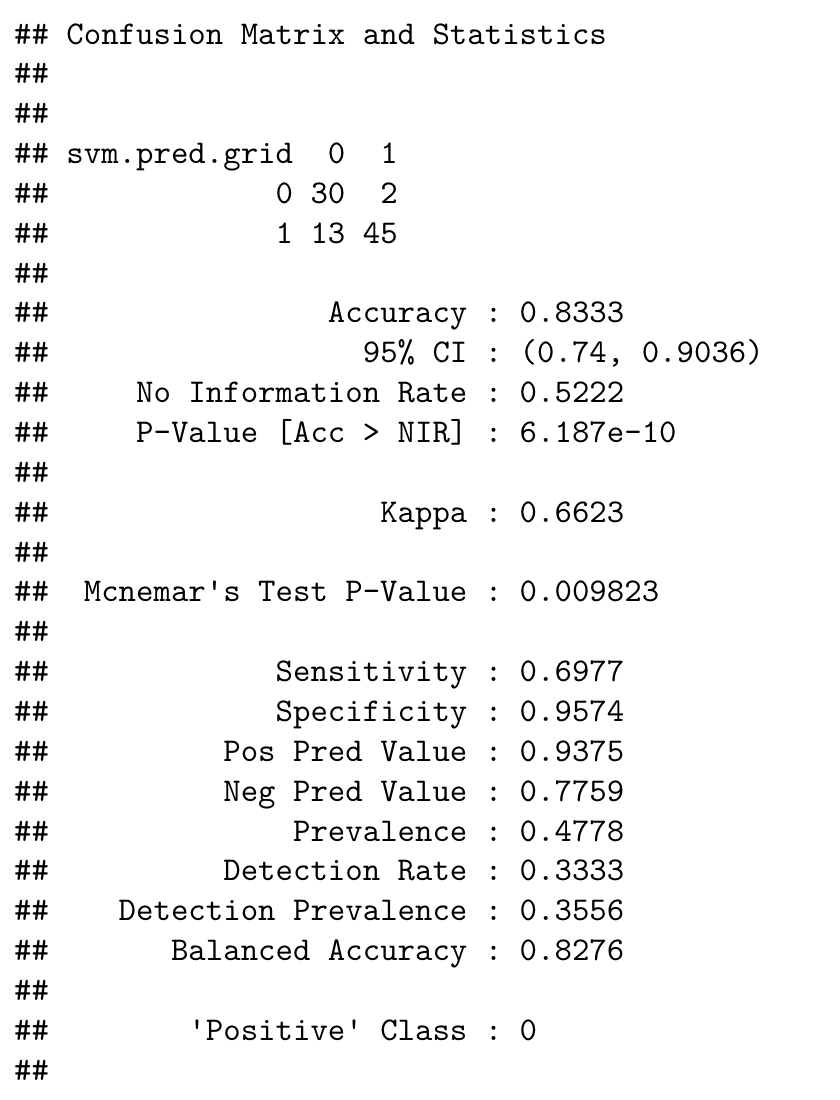 ## Confusion Matrix and Statistics
##
##
## svm.pred.grid  0  1
##             0 30  2
##             1 13 45
##
##                Accuracy : 0.8333
##                  95% CI : (0.74, 0.9036)
##     No Information Rate : 0.5222
##     P-Value [Acc > NIR] : 6.187e-10
##
##                   Kappa : 0.6623
##
##  Mcnemar's Test P-Value : 0.009823
##
##             Sensitivity : 0.6977
##             Specificity : 0.9574
##          Pos Pred Value : 0.9375
##          Neg Pred Value : 0.7759
##              Prevalence : 0.4778
##          Detection Rate : 0.3333
##    Detection Prevalence : 0.3556
##       Balanced Accuracy : 0.8276
##
##        'Positive' Class : 0
##